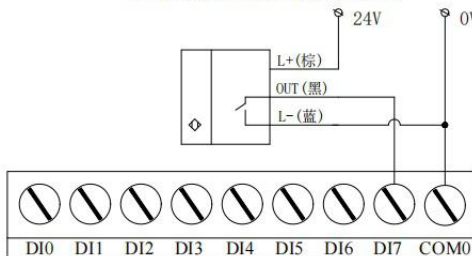 24V
0V
L+(棕)
OUT(黑)
L-(蓝)
DI0 DI1 DI2 DI3 DI4 DI5 DI6 DI7 COM0